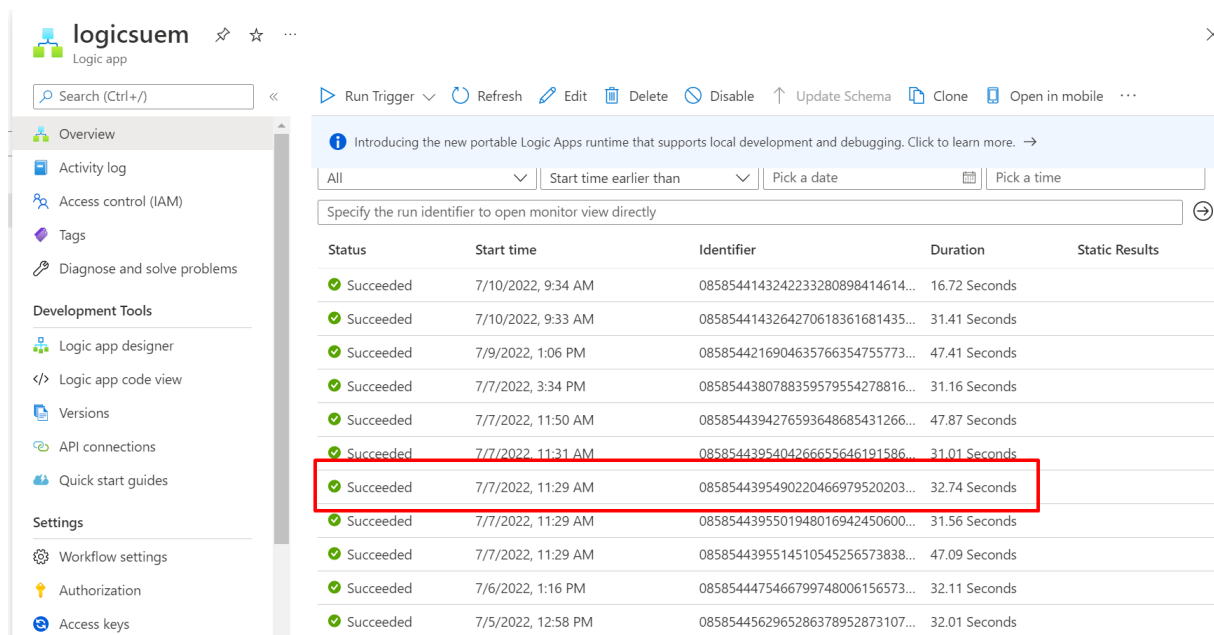 logicsuem
Logic app
Search (Ctrl+/)
Overview
Activity log
Access control (IAM)
Tags
Diagnose and solve problems
Development Tools
Logic app designer
Logic app code view
Versions
API connections
Quick start guides
Settings
Workflow settings
Authorization
Access keys
Run Trigger Refresh Edit Delete Disable Update Schema Clone Open in mobile
Introducing the new portable Logic Apps runtime that supports local development and debugging. Click to learn more. →
All Start time earlier than Pick a date Pick a time
Specify the run identifier to open monitor view directly
Status Start time Identifier Duration Static Results
Succeeded 7/10/2022, 9:34 AM 0858544143242233280898414614... 16.72 Seconds
Succeeded 7/10/2022, 9:33 AM 0858544143264270618361681435... 31.41 Seconds
Succeeded 7/9/2022, 1:06 PM 0858544216904635766354755773... 47.41 Seconds
Succeeded 7/7/2022, 3:34 PM 0858544380788359579554278816... 31.16 Seconds
Succeeded 7/7/2022, 11:50 AM 0858544394276593648685431266... 47.87 Seconds
Succeeded 7/7/2022, 11:31 AM 0858544395404266655646191586... 31.01 Seconds
Succeeded 7/7/2022, 11:29 AM 0858544395490220466979520203... 32.74 Seconds
Succeeded 7/7/2022, 11:29 AM 0858544395501948016942450600... 31.56 Seconds
Succeeded 7/7/2022, 11:29 AM 0858544395514510545256573838... 47.09 Seconds
Succeeded 7/6/2022, 1:16 PM 0858544475466799748006156573... 32.11 Seconds
Succeeded 7/5/2022, 12:58 PM 0858544562965286378952873107... 32.01 Seconds